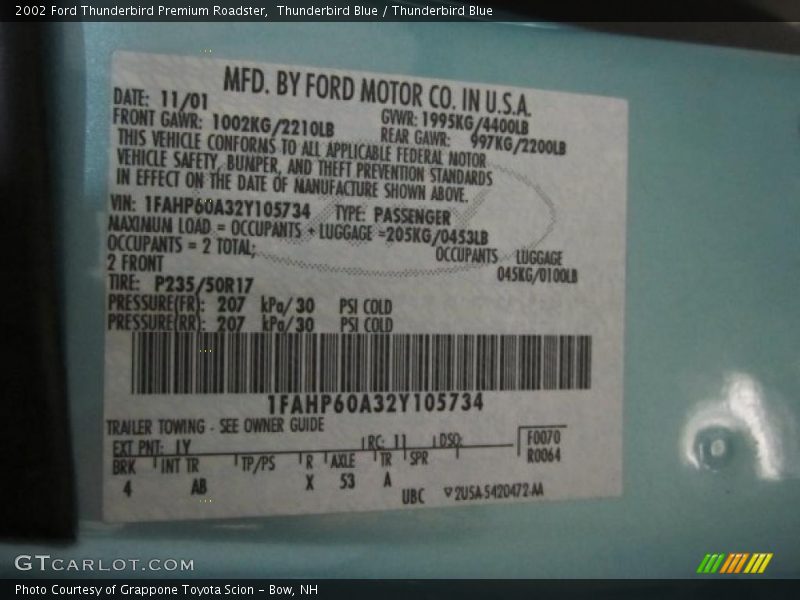 2002 Ford Thunderbird Premium Roadster,  Thunderbird Blue / Thunderbird Blue
MFD. BY FORD MOTOR CO. IN U.S.A.
DATE: 11/01 GVWR: 1995KG/4400LB
FRONT GAWR: 1002KG/2210LB REAR GAWR: 997KG/2200LB
THIS VEHICLE CONFORMS TO ALL APPLICABLE FEDERAL MOTOR
VEHICLE SAFETY, BUMPER, AND THEFT PREVENTION STANDARDS
IN EFFECT ON THE DATE OF MANUFACTURE SHOWN ABOVE.
VIN: 1FAHP60A32Y105734 TYPE: PASSENGER
MAXIMUM LOAD = OCCUPANTS + LUGGAGE =205KG/0453LB
OCCUPANTS = 2 TOTAL; OCCUPANTS LUGGAGE
2 FRONT 045KG/0100LB
TIRE: P235/50R17
PRESSURE(FR): 207 kPa/ 30 PSI COLD
PRESSURE(RR): 207 kPa/ 30 PSI COLD
1FAHP60A32Y105734
TRAILER TOWING - SEE OWNER GUIDE
EXT PNT: LY RC: 11 DSO: F0070
BRK INT TR TP/PS R AXLE TR SPR R0064
4 AB X 53 A
UBC 2USA-5420472-AA
GTCARLOT.COM
Photo Courtesy of Grappone Toyota Scion - Bow, NH